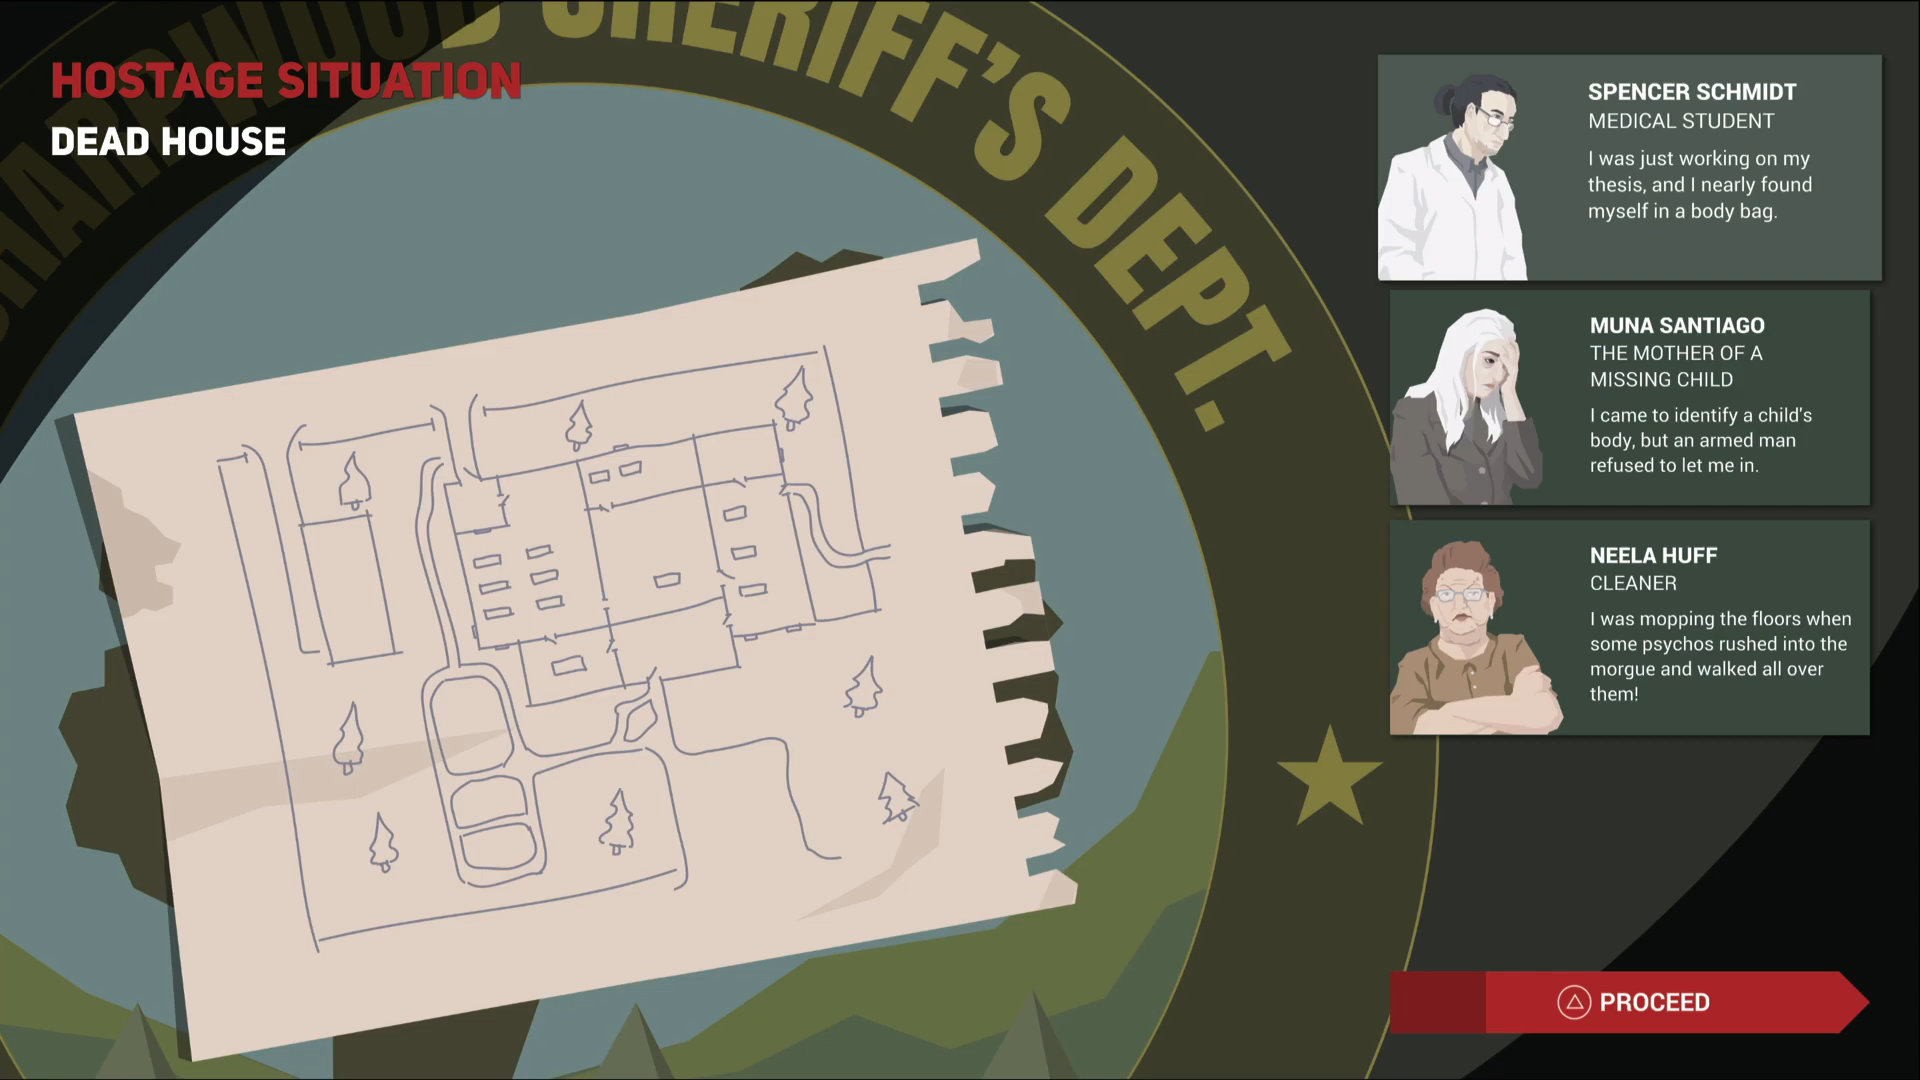 SHARPWOOD SHERIFF'S DEPT.
HOSTAGE SITUATION
DEAD HOUSE
SPENCER SCHMIDT
MEDICAL STUDENT
I was just working on my
thesis, and I nearly found
myself in a body bag.
MUNA SANTIAGO
THE MOTHER OF A
MISSING CHILD
I came to identify a child's
body, but an armed man
refused to let me in.
NEELA HUFF
CLEANER
I was mopping the floors when
some psychos rushed into the
morgue and walked all over
them!
PROCEED